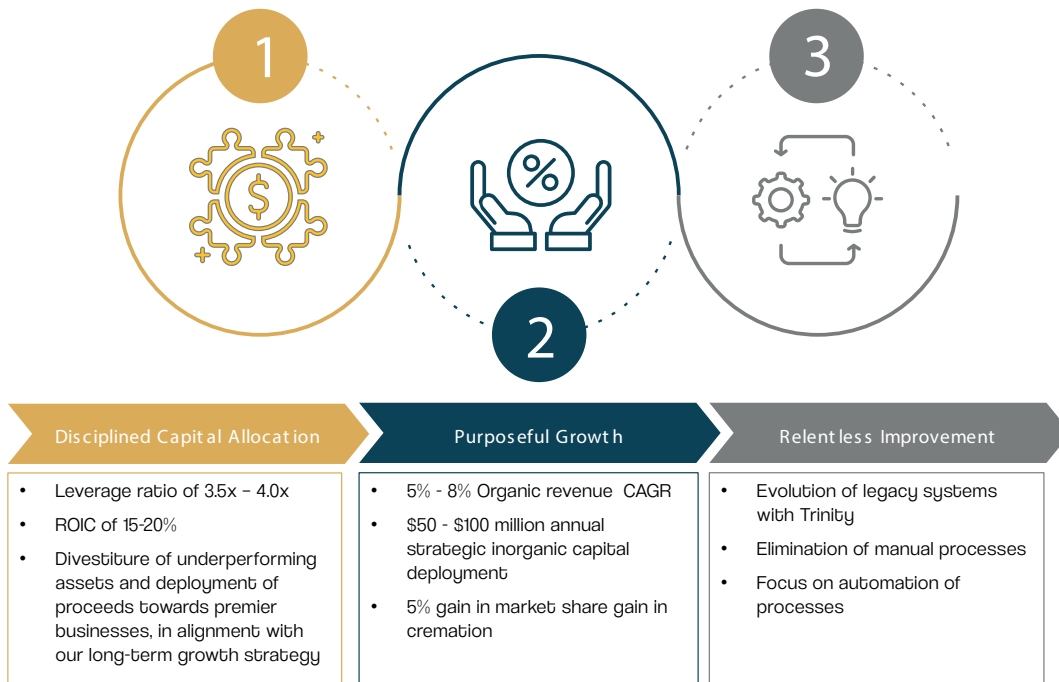 1
2
3
$
%
Disciplined Capital Allocation
• Leverage ratio of 3.5x – 4.0x
• ROIC of 15-20%
• Divestiture of underperforming
assets and deployment of
proceeds towards premier
businesses, in alignment with
our long-term growth strategy
Purposeful Growth
• 5% - 8% Organic revenue CAGR
• $50 - $100 million annual
strategic inorganic capital
deployment
• 5% gain in market share gain in
cremation
Relentless Improvement
• Evolution of legacy systems
with Trinity
• Elimination of manual processes
• Focus on automation of
processes